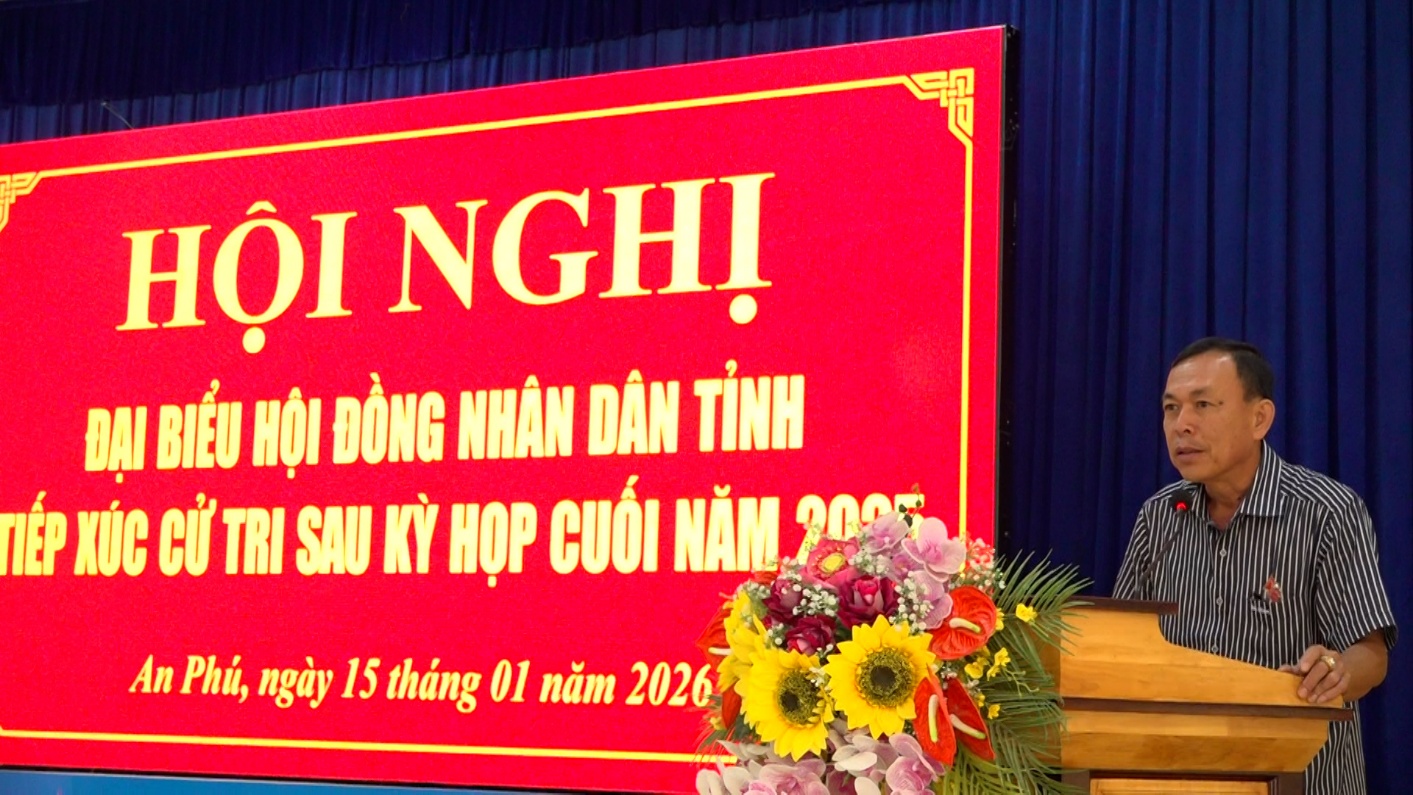 HỘI NGHỊ
ĐẠI BIỂU HỘI ĐỒNG NHÂN DÂN TỈNH
TIẾP XÚC CỬ TRI SAU KỲ HỌP CUỐI NĂM 2025
An Phú, ngày 15 tháng 01 năm 2026